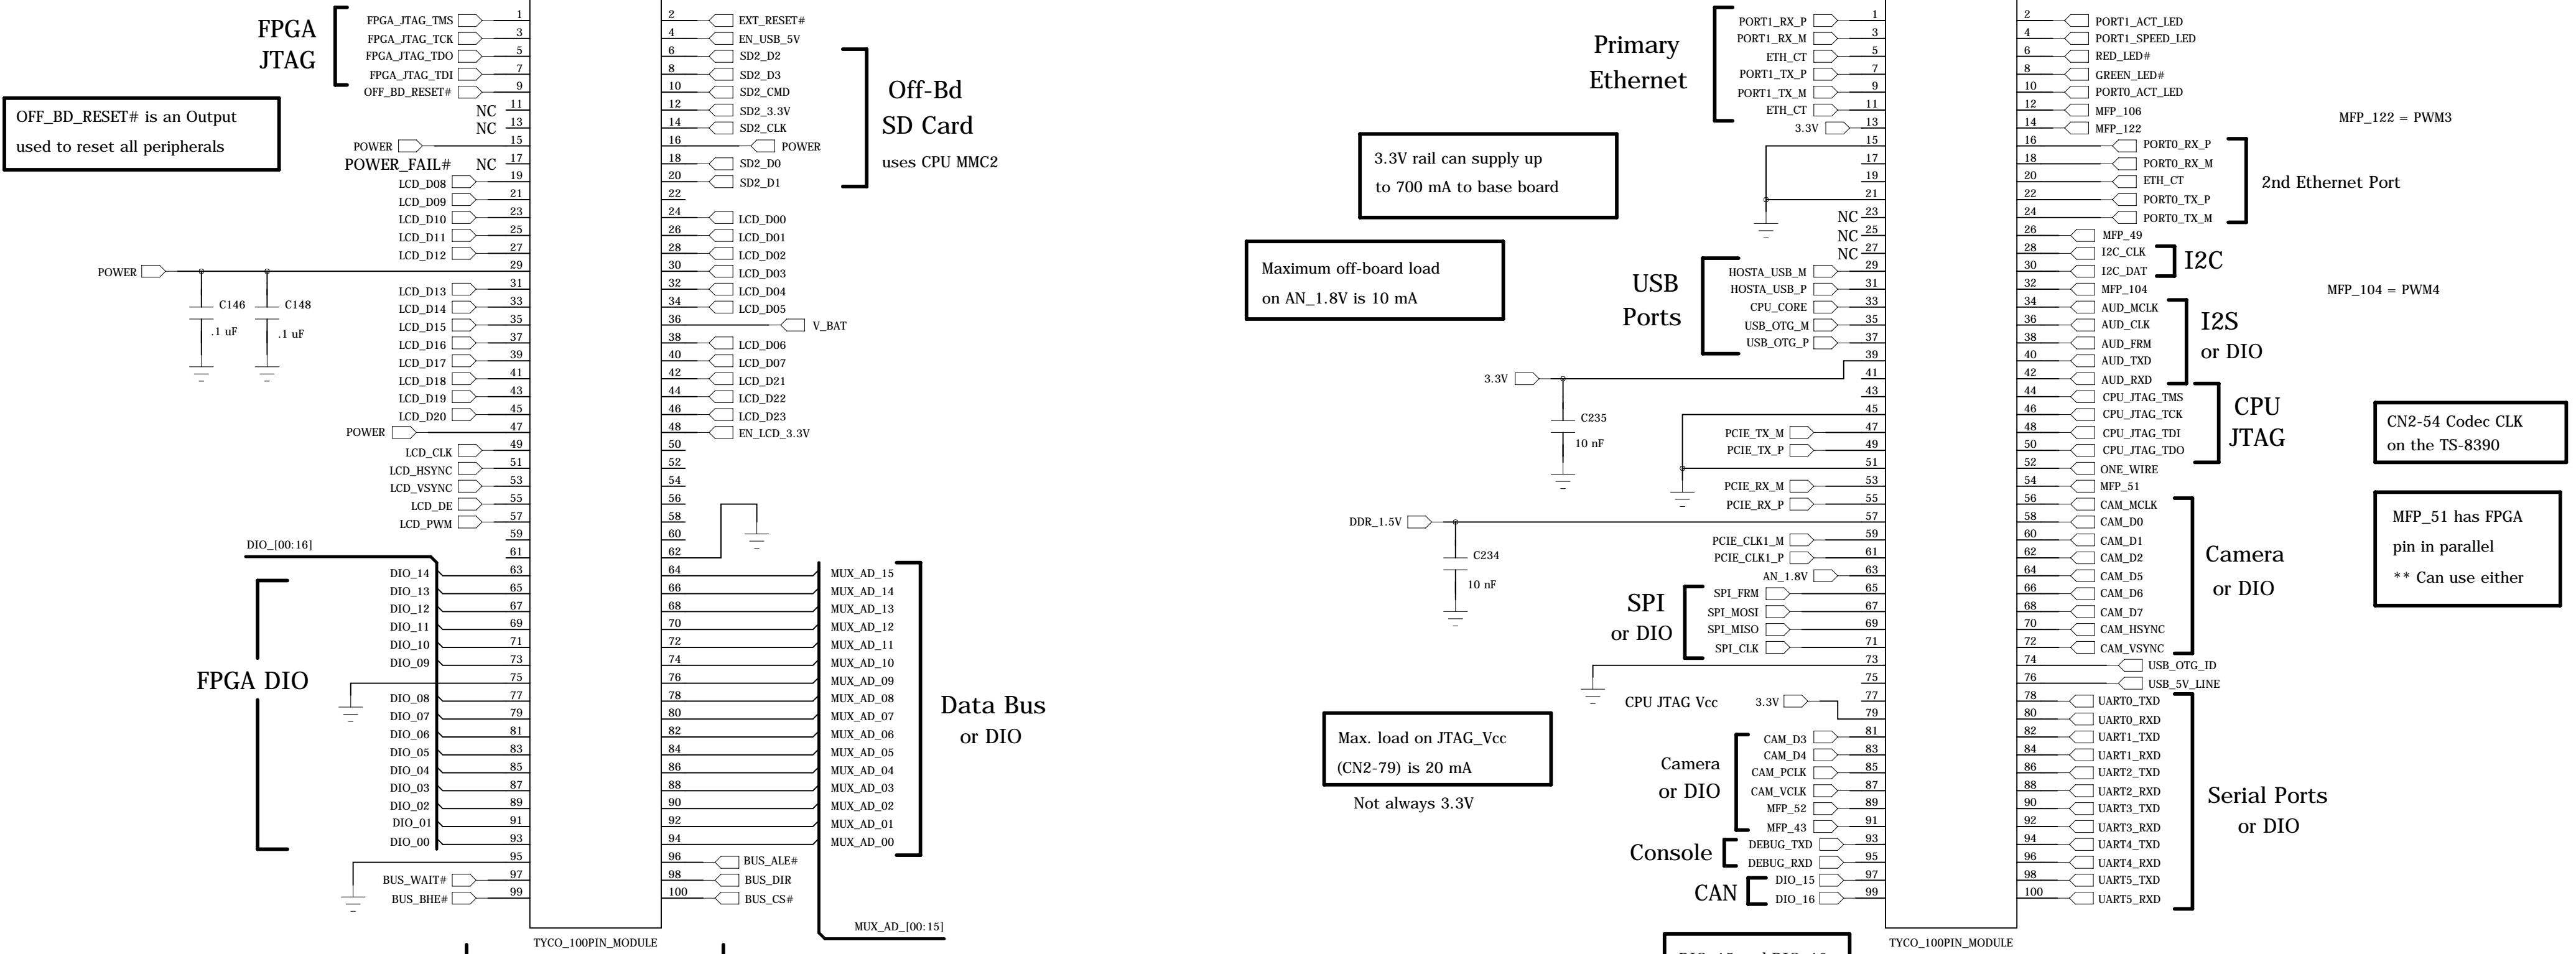 FPGA
JTAG
FPGA_JTAG_TMS 1
FPGA_JTAG_TCK 3
FPGA_JTAG_TDO 5
FPGA_JTAG_TDI 7
OFF_BD_RESET# 9
NC 11
NC 13
POWER 15
POWER_FAIL# NC 17
LCD_D08 19
LCD_D09 21
LCD_D10 23
LCD_D11 25
LCD_D12 27
POWER 29
C146
.1 uF
C148
.1 uF
LCD_D13 31
LCD_D14 33
LCD_D15 35
LCD_D16 37
LCD_D17 39
LCD_D18 41
LCD_D19 43
LCD_D20 45
POWER 47
LCD_CLK 49
LCD_HSYNC 51
LCD_VSYNC 53
LCD_DE 55
LCD_PWM 57
59
61
DIO_[00:16]
FPGA DIO
DIO_14 63
DIO_13 65
DIO_12 67
DIO_11 69
DIO_10 71
DIO_09 73
75
DIO_08 77
DIO_07 79
DIO_06 81
DIO_05 83
DIO_04 85
DIO_03 87
DIO_02 89
DIO_01 91
DIO_00 93
95
BUS_WAIT# 97
BUS_BHE# 99
OFF_BD_RESET# is an Output
used to reset all peripherals
2 EXT_RESET#
4 EN_USB_5V
6 SD2_D2
8 SD2_D3
10 SD2_CMD
12 SD2_3.3V
14 SD2_CLK
16 POWER
18 SD2_D0
20 SD2_D1
22
Off-Bd
SD Card
uses CPU MMC2
24 LCD_D00
26 LCD_D01
28 LCD_D02
30 LCD_D03
32 LCD_D04
34 LCD_D05
36 V_BAT
38 LCD_D06
40 LCD_D07
42 LCD_D21
44 LCD_D22
46 LCD_D23
48 EN_LCD_3.3V
50
52
54
56
58
60
62
64 MUX_AD_15
66 MUX_AD_14
68 MUX_AD_13
70 MUX_AD_12
72 MUX_AD_11
74 MUX_AD_10
76 MUX_AD_09
78 MUX_AD_08
80 MUX_AD_07
82 MUX_AD_06
84 MUX_AD_05
86 MUX_AD_04
88 MUX_AD_03
90 MUX_AD_02
92 MUX_AD_01
94 MUX_AD_00
96 BUS_ALE#
98 BUS_DIR
100 BUS_CS#
Data Bus
or DIO
MUX_AD_[00:15]
TYCO_100PIN_MODULE
Primary
Ethernet
PORT1_RX_P 1
PORT1_RX_M 3
ETH_CT 5
PORT1_TX_P 7
PORT1_TX_M 9
ETH_CT 11
3.3V 13
15
17
19
21
NC 23
NC 25
NC 27
3.3V rail can supply up
to 700 mA to base board
Maximum off-board load
on AN_1.8V is 10 mA
USB
Ports
HOSTA_USB_M 29
HOSTA_USB_P 31
CPU_CORE 33
USB_OTG_M 35
USB_OTG_P 37
39
3.3V 41
C235
10 nF
43
45
PCIE_TX_M 47
PCIE_TX_P 49
51
PCIE_RX_M 53
PCIE_RX_P 55
DDR_1.5V 57
C234
10 nF
PCIE_CLK1_M 59
PCIE_CLK1_P 61
AN_1.8V 63
SPI
or DIO
SPI_FRM 65
SPI_MOSI 67
SPI_MISO 69
SPI_CLK 71
73
75
CPU JTAG Vcc 3.3V 77
79
Max. load on JTAG_Vcc
(CN2-79) is 20 mA
Not always 3.3V
Camera
or DIO
CAM_D3 81
CAM_D4 83
CAM_PCLK 85
CAM_VCLK 87
MFP_52 89
MFP_43 91
Console
DEBUG_TXD 93
DEBUG_RXD 95
CAN
DIO_15 97
DIO_16 99
2 PORT1_ACT_LED
4 PORT1_SPEED_LED
6 RED_LED#
8 GREEN_LED#
10 PORT0_ACT_LED
12 MFP_106
14 MFP_122
MFP_122 = PWM3
16 PORT0_RX_P
18 PORT0_RX_M
20 ETH_CT
22 PORT0_TX_P
24 PORT0_TX_M
2nd Ethernet Port
26 MFP_49
28 I2C_CLK
30 I2C_DAT
I2C
32 MFP_104
MFP_104 = PWM4
34 AUD_MCLK
36 AUD_CLK
38 AUD_FRM
40 AUD_TXD
42 AUD_RXD
I2S
or DIO
44 CPU_JTAG_TMS
46 CPU_JTAG_TCK
48 CPU_JTAG_TDI
50 CPU_JTAG_TDO
CPU
JTAG
52 ONE_WIRE
54 MFP_51
CN2-54 Codec CLK
on the TS-8390
MFP_51 has FPGA
pin in parallel
** Can use either
56 CAM_MCLK
58 CAM_D0
60 CAM_D1
62 CAM_D2
64 CAM_D5
66 CAM_D6
68 CAM_D7
70 CAM_HSYNC
72 CAM_VSYNC
Camera
or DIO
74 USB_OTG_ID
76 USB_5V_LINE
78 UART0_TXD
80 UART0_RXD
82 UART1_TXD
84 UART1_RXD
86 UART2_TXD
88 UART2_RXD
90 UART3_TXD
92 UART3_RXD
94 UART4_TXD
96 UART4_RXD
98 UART5_TXD
100 UART5_RXD
Serial Ports
or DIO
TYCO_100PIN_MODULE